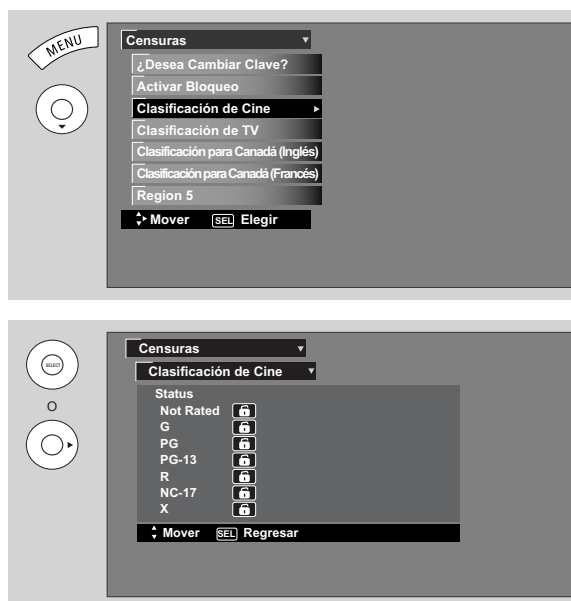 MENU
Censuras
¿Desea Cambiar Clave?
Activar Bloqueo
Clasificación de Cine
Clasificación de TV
Clasificación para Canadá (Inglés)
Clasificación para Canadá (Francés)
Region 5
Mover SEL Elegir
SELECT
O
Censuras
Clasificación de Cine
Status
Not Rated
G
PG
PG-13
R
NC-17
X
Mover SEL Regresar